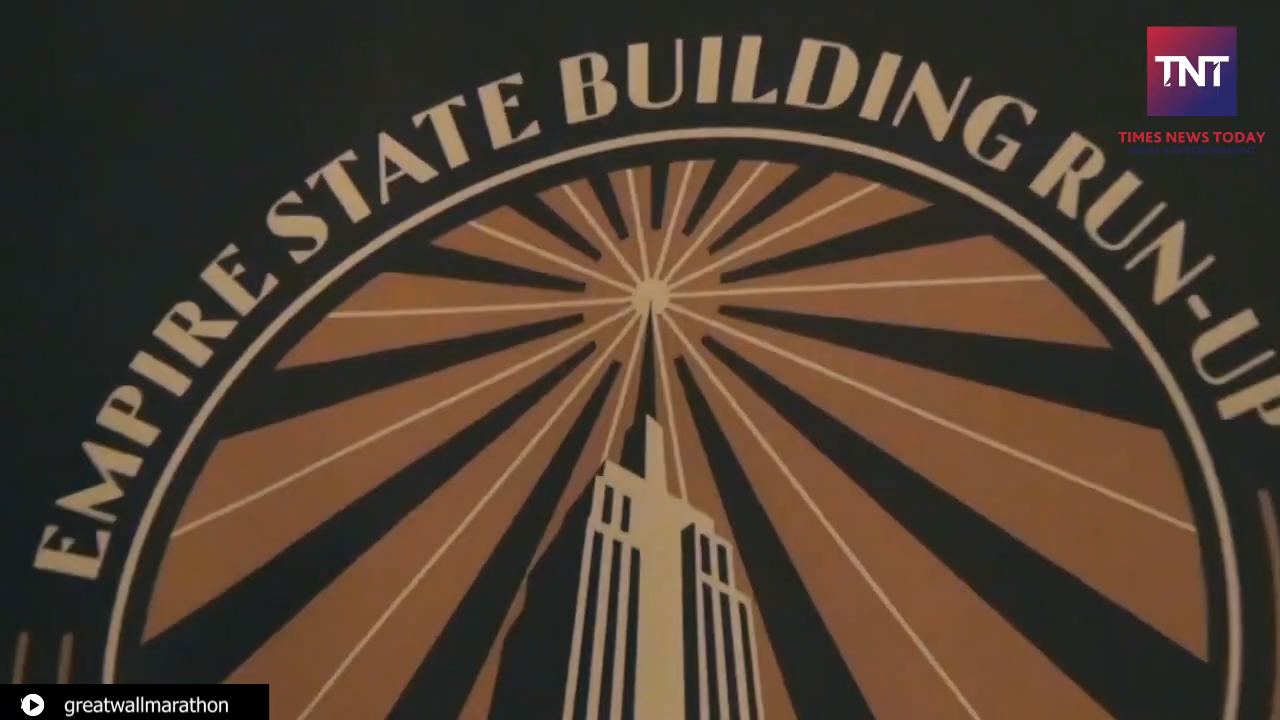 EMPIRE STATE BUILDING RUN-UP
TNT
TIMES NEWS TODAY
greatwallmarathon